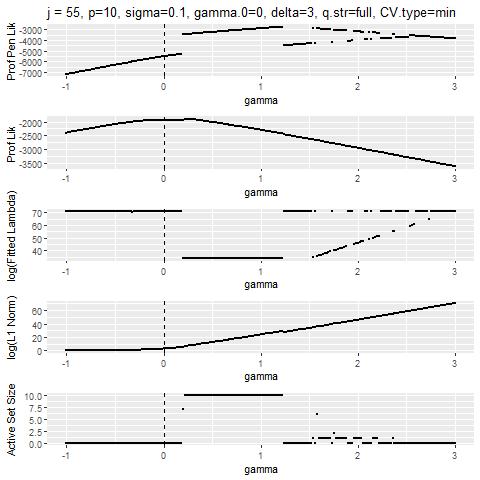 j = 55, p=10, sigma=0.1, gamma.0=0, delta=3, q.str=full, CV.type=min
Prof Pen Lik
-3000
-4000
-5000
-6000
-7000
-1 0 1 2 3
gamma
Prof Lik
-2000
-2500
-3000
-3500
-1 0 1 2 3
gamma
log(Fitted Lambda)
70
60
50
40
-1 0 1 2 3
gamma
log(L1 Norm)
60
40
20
0
-1 0 1 2 3
gamma
Active Set Size
10.0
7.5
5.0
2.5
0.0
-1 0 1 2 3
gamma